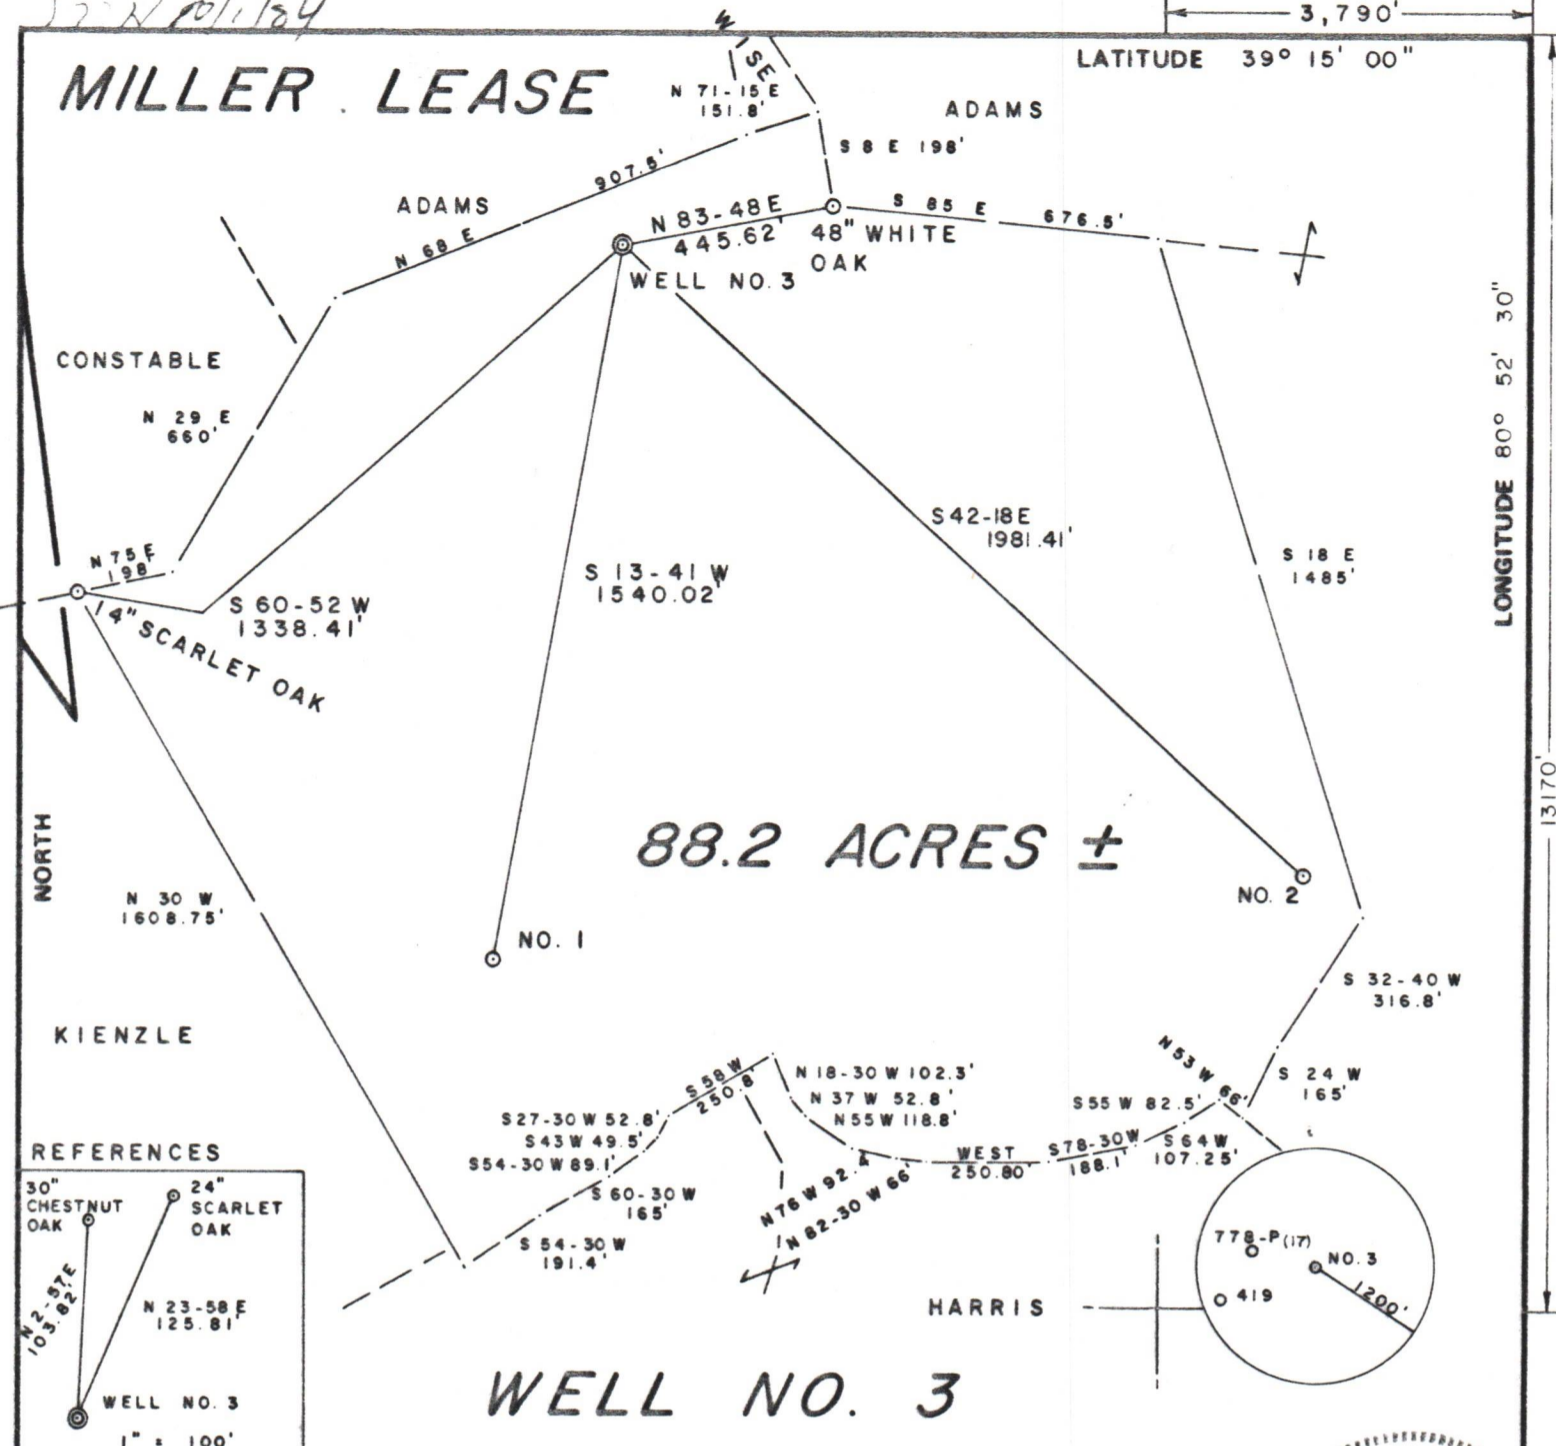 3,790'
LATITUDE 39° 15' 00"
MILLER LEASE
WISE
N 71-15 E
151.8'
ADAMS
S 8 E 198'
907.5'
ADAMS
N 68 E
N 83-48 E
445.62'
S 85 E 676.5'
48" WHITE
OAK
WELL NO. 3
LONGITUDE 80° 52' 30"
CONSTABLE
N 29 E
660'
S 42-18 E
1981.41'
N 75 E
198'
S 13-41 W
1540.02'
S 18 E
1485'
14" SCARLET OAK
S 60-52 W
1338.41'
13170'
NORTH
88.2 ACRES ±
N 30 W
1608.75'
NO. 2
NO. 1
S 32-40 W
316.8'
KIENZLE
N 53 W 66'
S 24 W
165'
S 58 W
250.8'
N 18-30 W 102.3'
N 37 W 52.8'
N 55 W 118.8'
S 55 W 82.5'
S 27-30 W 52.8'
S 43 W 49.5'
S 54-30 W 89.1'
WEST
250.80'
S 78-30 W
188.1'
S 64 W
107.25'
S 60-30 W
165'
N 76 W 92.4
N 82-30 W 66'
S 54-30 W
191.4'
REFERENCES
30"
CHESTNUT
OAK
24"
SCARLET
OAK
N 2-57 E
103.82'
N 23-58 E
125.81'
WELL NO. 3
1" = 100'
778-P (17)
NO. 3
419
1200'
HARRIS
WELL NO. 3